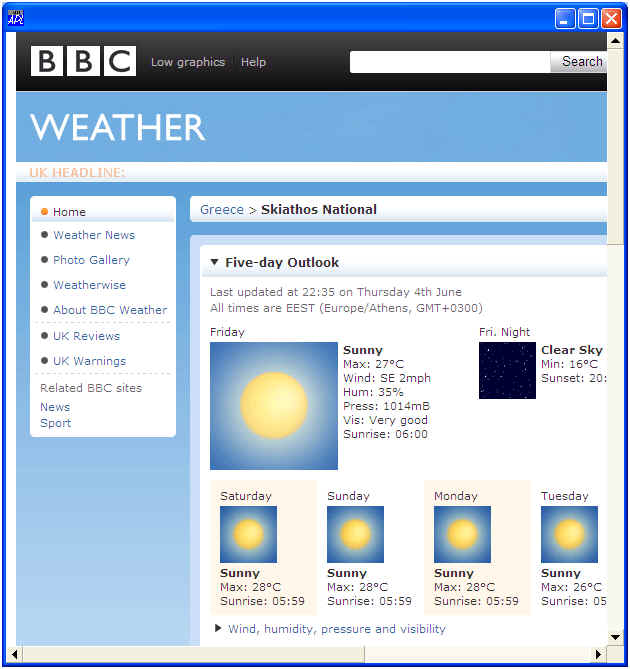 BBC
Low graphics
Help
Search
WEATHER
UK HEADLINE:
Home
Weather News
Photo Gallery
Weatherwise
About BBC Weather
UK Reviews
UK Warnings
Related BBC sites
News
Sport
Greece > Skiathos National
Five-day Outlook
Last updated at 22:35 on Thursday 4th June
All times are EEST (Europe/Athens, GMT+0300)
Friday
Sunny
Max: 27°C
Wind: SE 2mph
Hum: 35%
Press: 1014mB
Vis: Very good
Sunrise: 06:00
Fri. Night
Clear Sky
Min: 16°C
Sunset: 20:
Saturday
Sunny
Max: 28°C
Sunrise: 05:59
Sunday
Sunny
Max: 28°C
Sunrise: 05:59
Monday
Sunny
Max: 28°C
Sunrise: 05:59
Tuesday
Sunny
Max: 26°C
Sunrise: 05
Wind, humidity, pressure and visibility